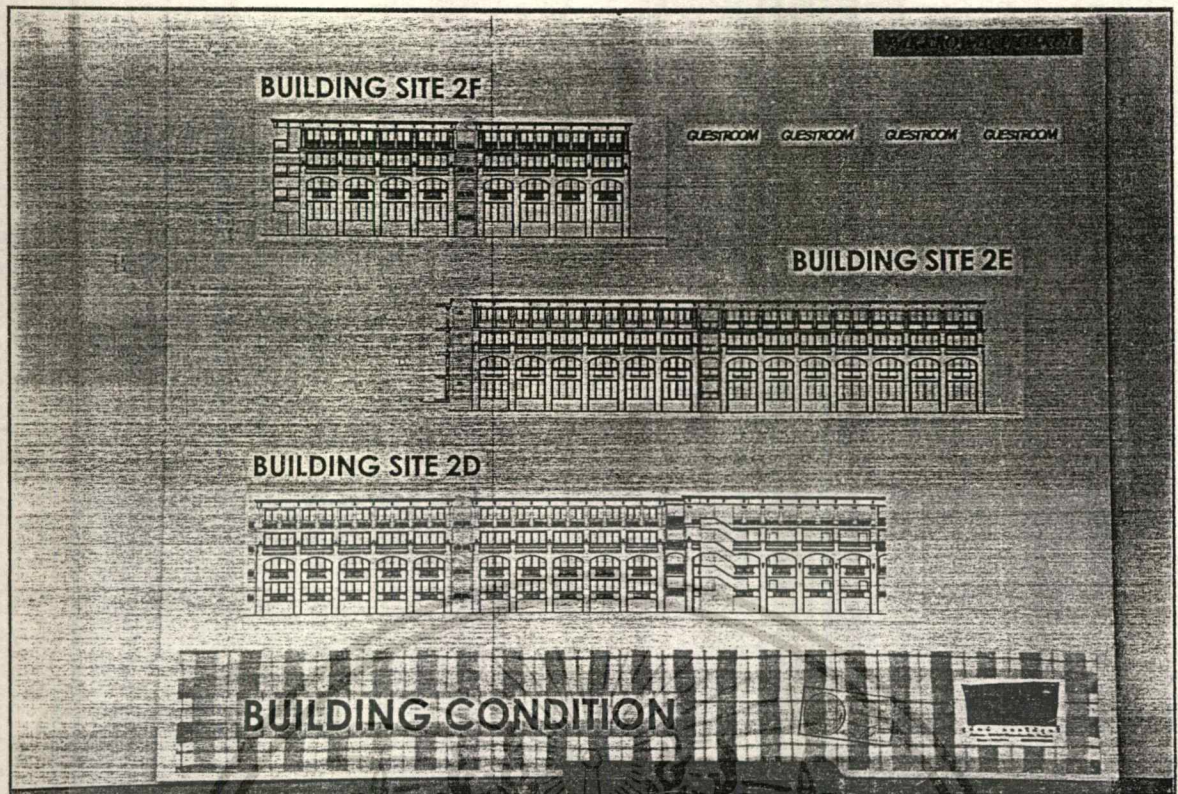 BUILDING SITE 2F
GUESTROOM GUESTROOM GUESTROOM GUESTROOM
BUILDING SITE 2E
BUILDING SITE 2D
BUILDING CONDITION